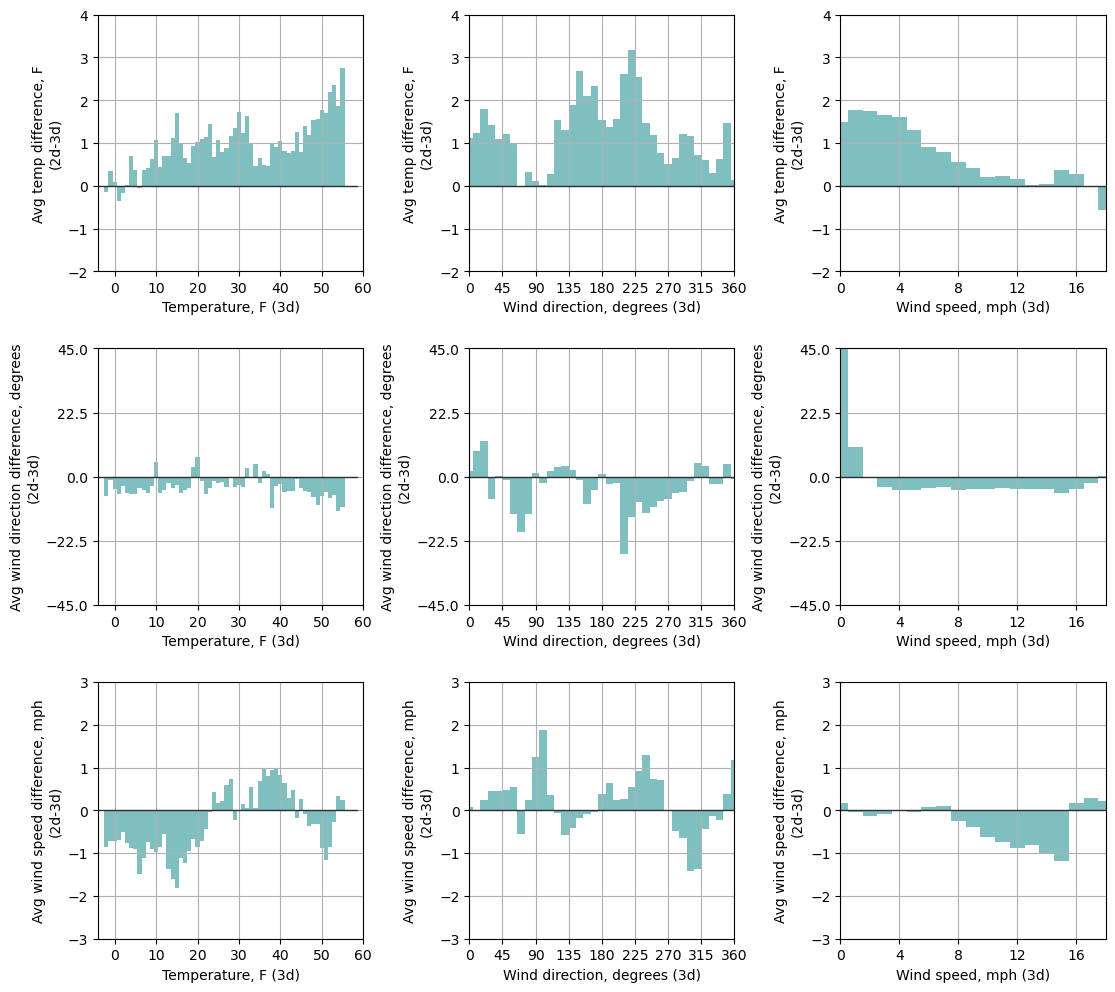 4
3
2
1
0
−1
−2
Avg temp difference, F
(2d-3d)
0 10 20 30 40 50 60
Temperature, F (3d)
4
3
2
1
0
−1
−2
Avg temp difference, F
(2d-3d)
0 45 90 135 180 225 270 315 360
Wind direction, degrees (3d)
4
3
2
1
0
−1
−2
Avg temp difference, F
(2d-3d)
0 4 8 12 16
Wind speed, mph (3d)
45.0
22.5
0.0
−22.5
−45.0
Avg wind direction difference, degrees
(2d-3d)
0 10 20 30 40 50 60
Temperature, F (3d)
45.0
22.5
0.0
−22.5
−45.0
Avg wind direction difference, degrees
(2d-3d)
0 45 90 135 180 225 270 315 360
Wind direction, degrees (3d)
45.0
22.5
0.0
−22.5
−45.0
Avg wind direction difference, degrees
(2d-3d)
0 4 8 12 16
Wind speed, mph (3d)
3
2
1
0
−1
−2
−3
Avg wind speed difference, mph
(2d-3d)
0 10 20 30 40 50 60
Temperature, F (3d)
3
2
1
0
−1
−2
−3
Avg wind speed difference, mph
(2d-3d)
0 45 90 135 180 225 270 315 360
Wind direction, degrees (3d)
3
2
1
0
−1
−2
−3
Avg wind speed difference, mph
(2d-3d)
0 4 8 12 16
Wind speed, mph (3d)